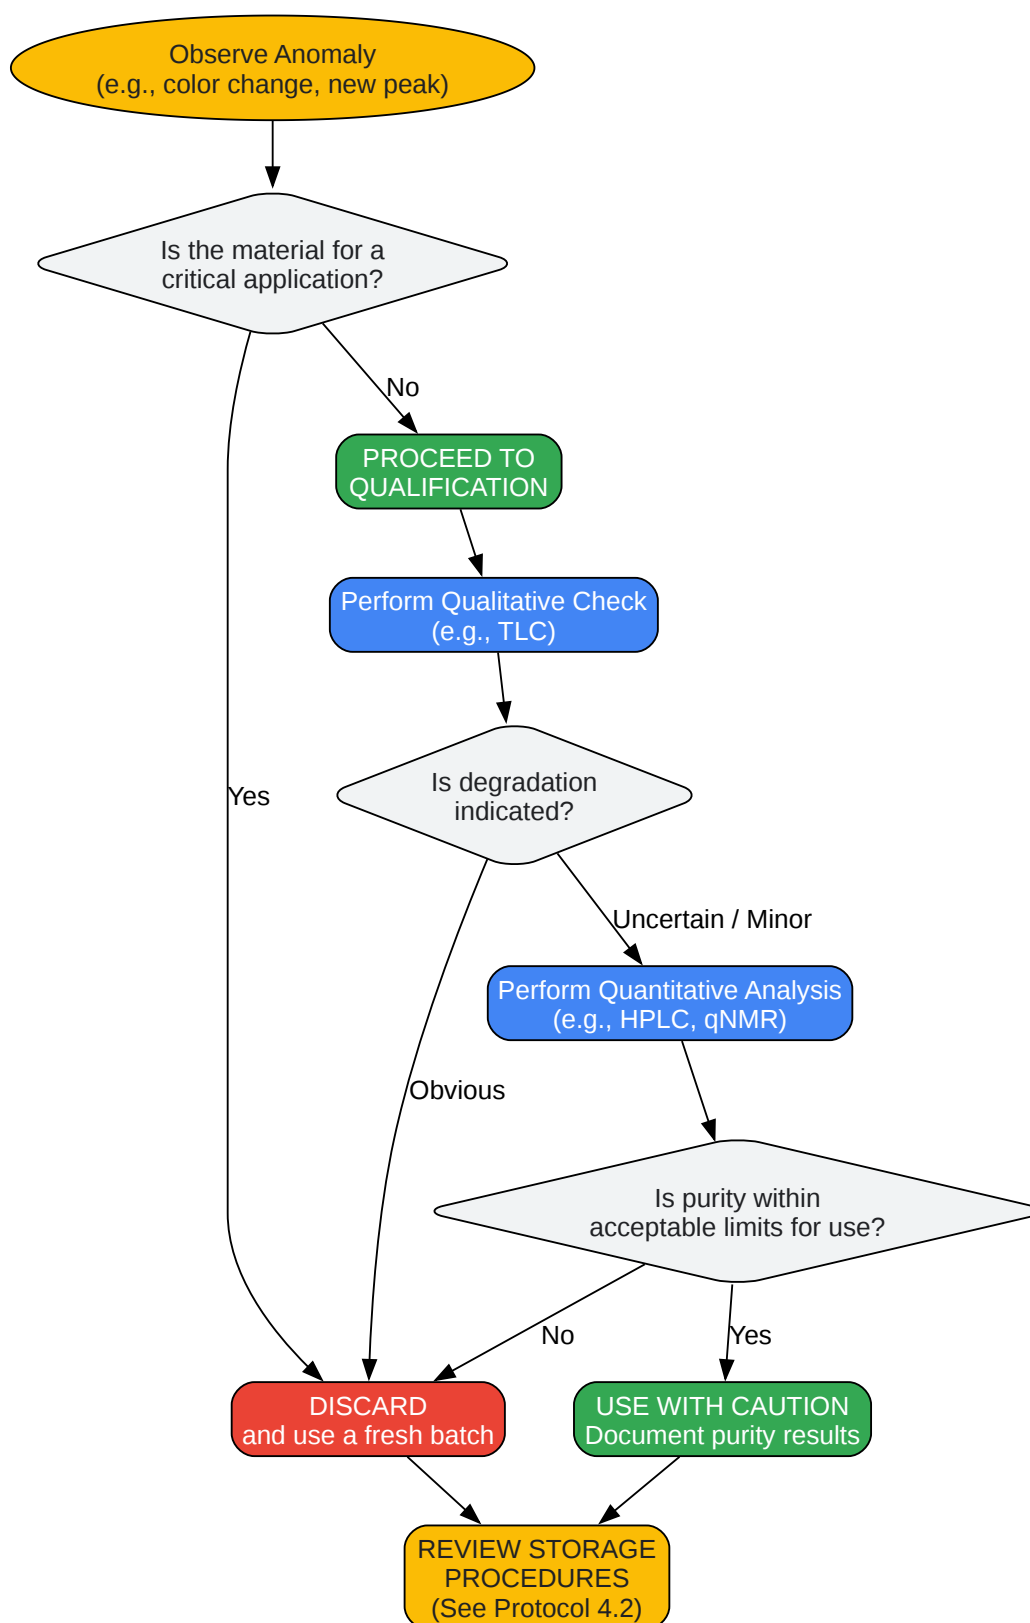 Observe Anomaly
(e.g., color change, new peak)
Is the material for a
critical application?
No
PROCEED TO
QUALIFICATION
Perform Qualitative Check
(e.g., TLC)
Is degradation
indicated?
Yes
Uncertain / Minor
Perform Quantitative Analysis
(e.g., HPLC, qNMR)
Obvious
Is purity within
acceptable limits for use?
No
Yes
DISCARD
and use a fresh batch
USE WITH CAUTION
Document purity results
REVIEW STORAGE
PROCEDURES
(See Protocol 4.2)